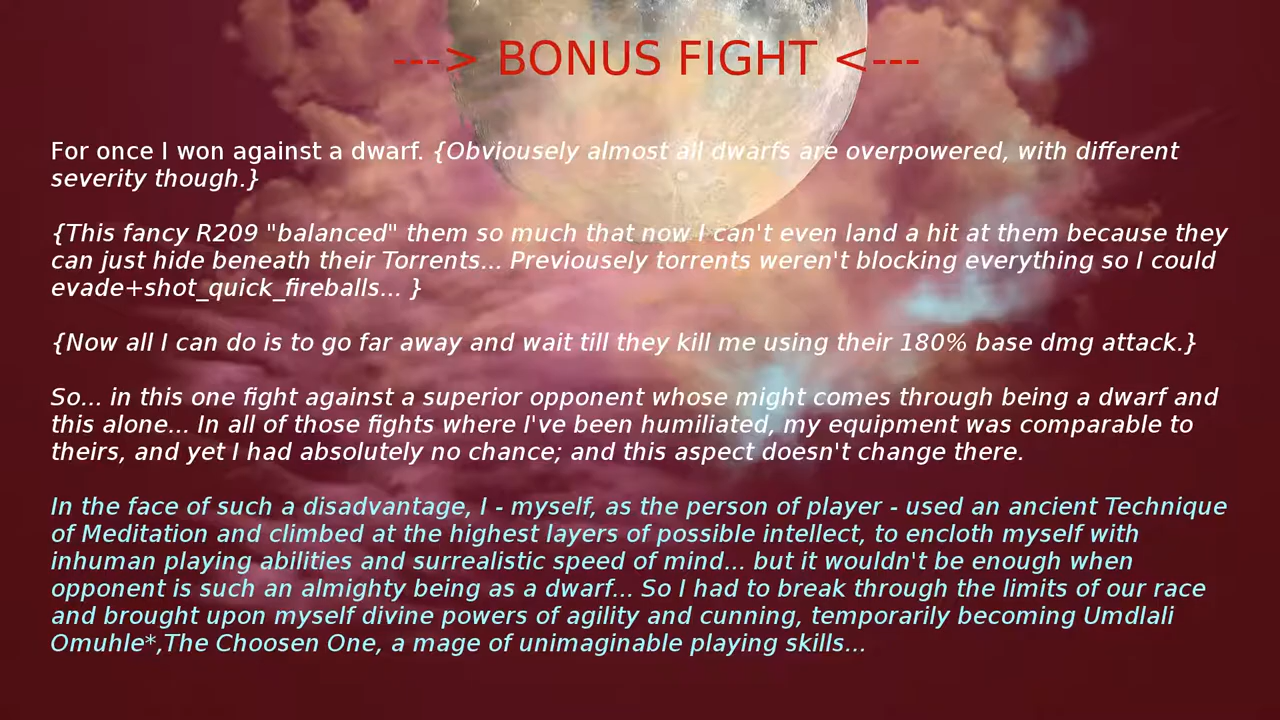 ---> BONUS FIGHT <---
For once I won against a dwarf. {Obviousely almost all dwarfs are overpowered, with different
severity though.}
{This fancy R209 "balanced" them so much that now I can't even land a hit at them because they
can just hide beneath their Torrents... Previousely torrents weren't blocking everything so I could
evade+shot_quick_fireballs... }
{Now all I can do is to go far away and wait till they kill me using their 180% base dmg attack.}
So... in this one fight against a superior opponent whose might comes through being a dwarf and
this alone... In all of those fights where I've been humiliated, my equipment was comparable to
theirs, and yet I had absolutely no chance; and this aspect doesn't change there.
In the face of such a disadvantage, I - myself, as the person of player - used an ancient Technique
of Meditation and climbed at the highest layers of possible intellect, to encloth myself with
inhuman playing abilities and surrealistic speed of mind... but it wouldn't be enough when
opponent is such an almighty being as a dwarf... So I had to break through the limits of our race
and brought upon myself divine powers of agility and cunning, temporarily becoming Umdlali
Omuhle*,The Choosen One, a mage of unimaginable playing skills...